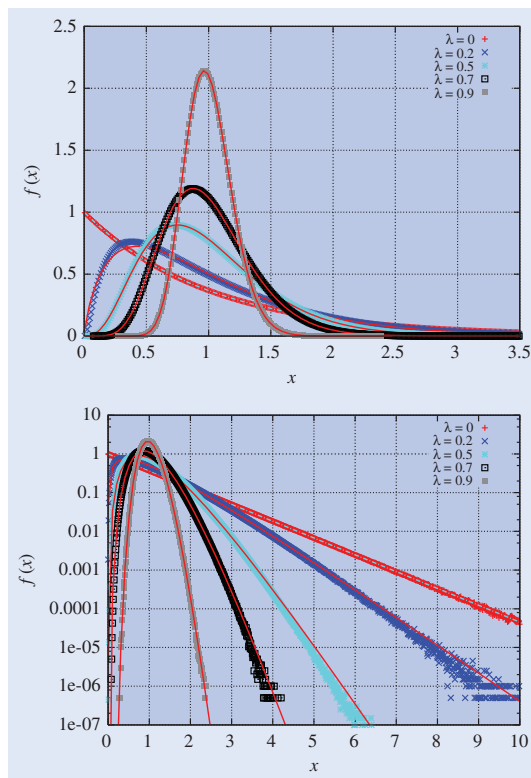 2.5
2.0
1.5
1.0
0.5
0
f (x)
0 0.5 1 1.5 2 2.5 3 3.5
x
λ = 0
λ = 0.2
λ = 0.5
λ = 0.7
λ = 0.9
10
1
0.1
0.01
0.001
0.0001
1e-05
1e-06
1e-07
f (x)
0 1 2 3 4 5 6 7 8 9 10
x
λ = 0
λ = 0.2
λ = 0.5
λ = 0.7
λ = 0.9